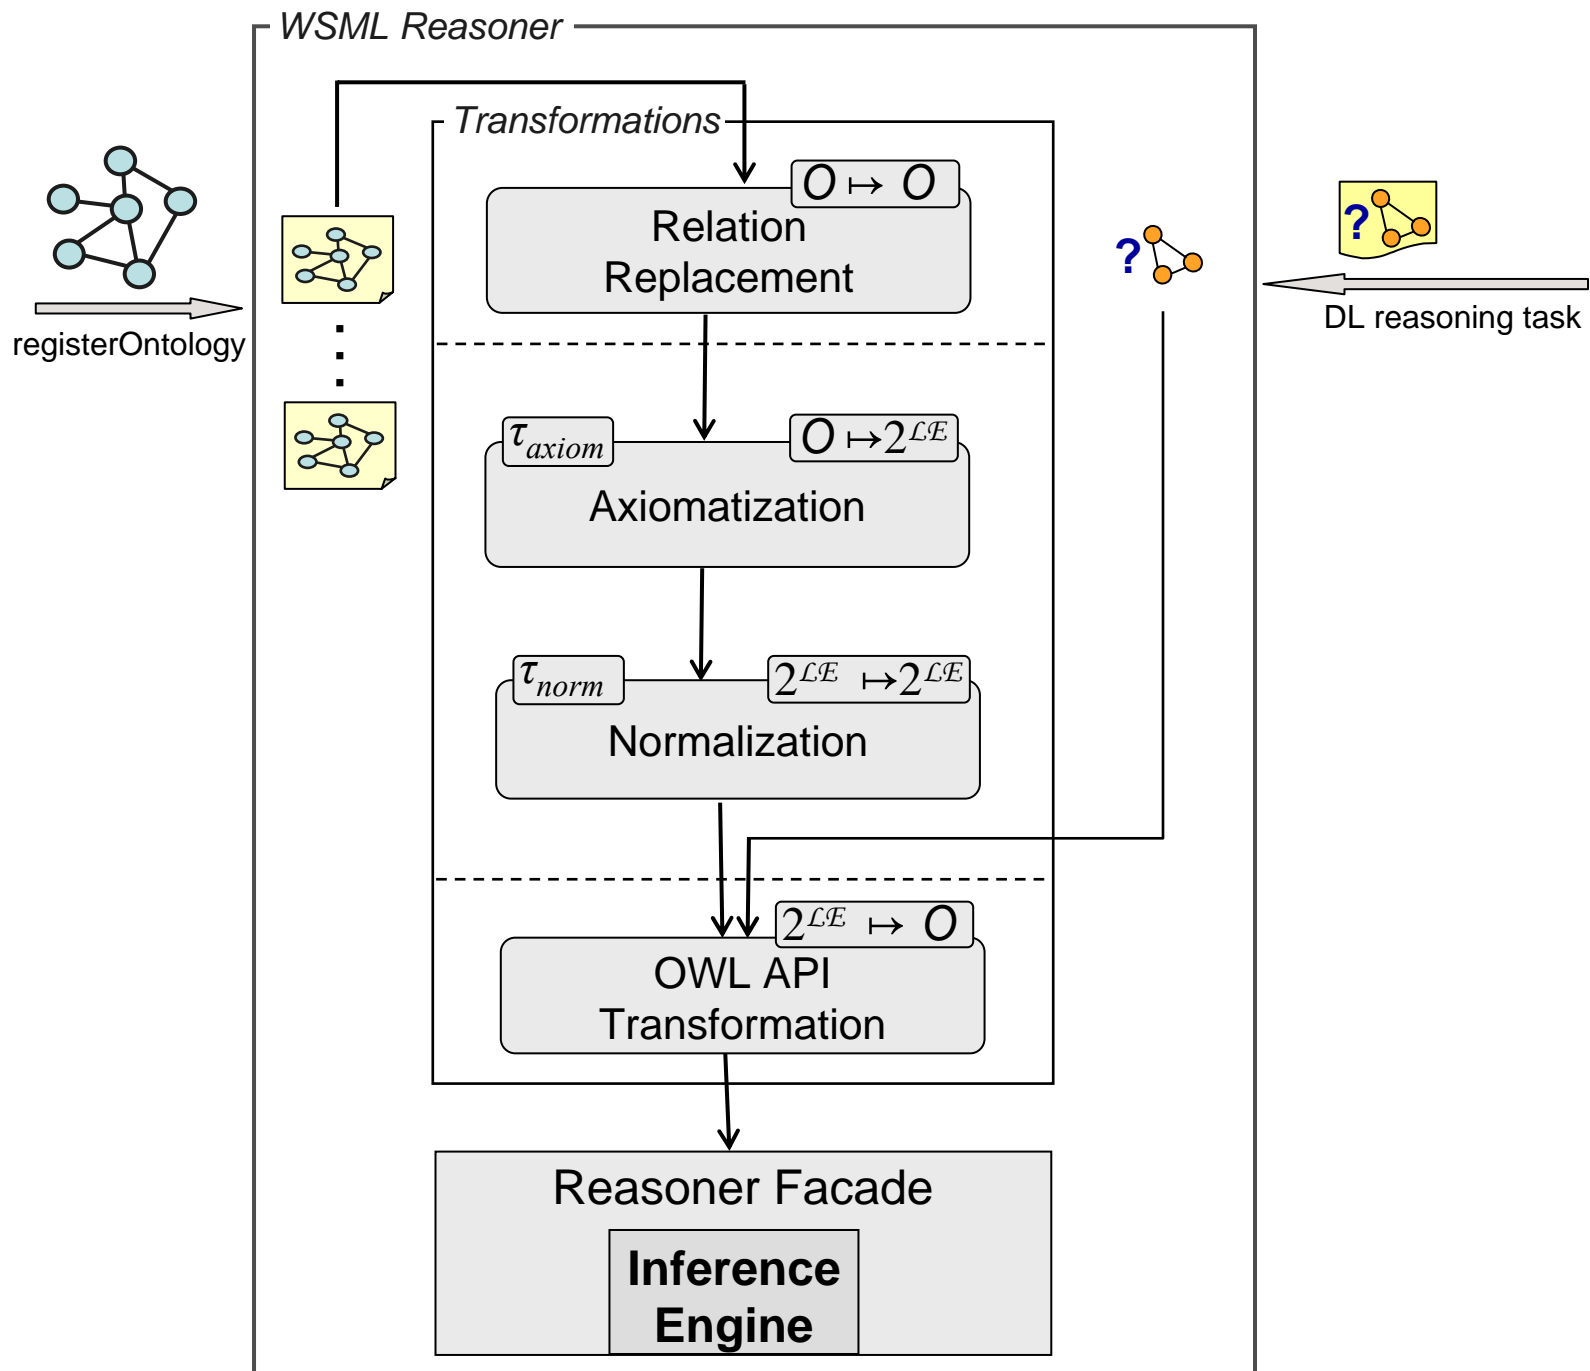 WSML Reasoner
Transformations
O ↦ O
Relation
Replacement
?
?
registerOntology
DL reasoning task
τaxiom
O ↦2ᴸᴱ
Axiomatization
τnorm
2ᴸᴱ ↦2ᴸᴱ
Normalization
2ᴸᴱ ↦ O
OWL API
Transformation
Reasoner Facade
Inference
Engine